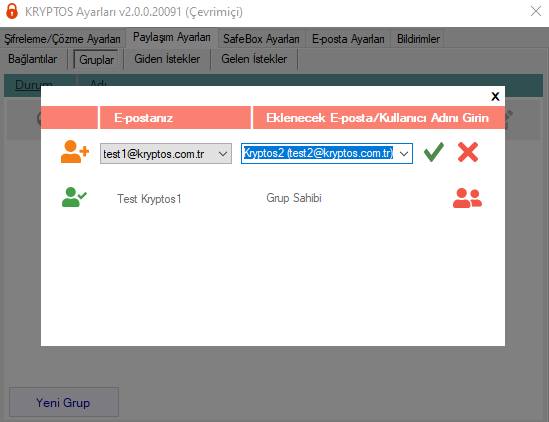 KRYPTOS Ayarları v2.0.0.20091 (Çevrimiçi)
Şifreleme/Çözme Ayarları Paylaşım Ayarları SafeBox Ayarları E-posta Ayarları Bildirimler
Bağlantılar Gruplar Giden İstekler Gelen İstekler
Durum Adı
x
E-postanız Eklenecek E-posta/Kullanıcı Adını Girin
test1@kryptos.com.tr Kryptos2 (test2@kryptos.com.tr)
Test Kryptos1 Grup Sahibi
Yeni Grup